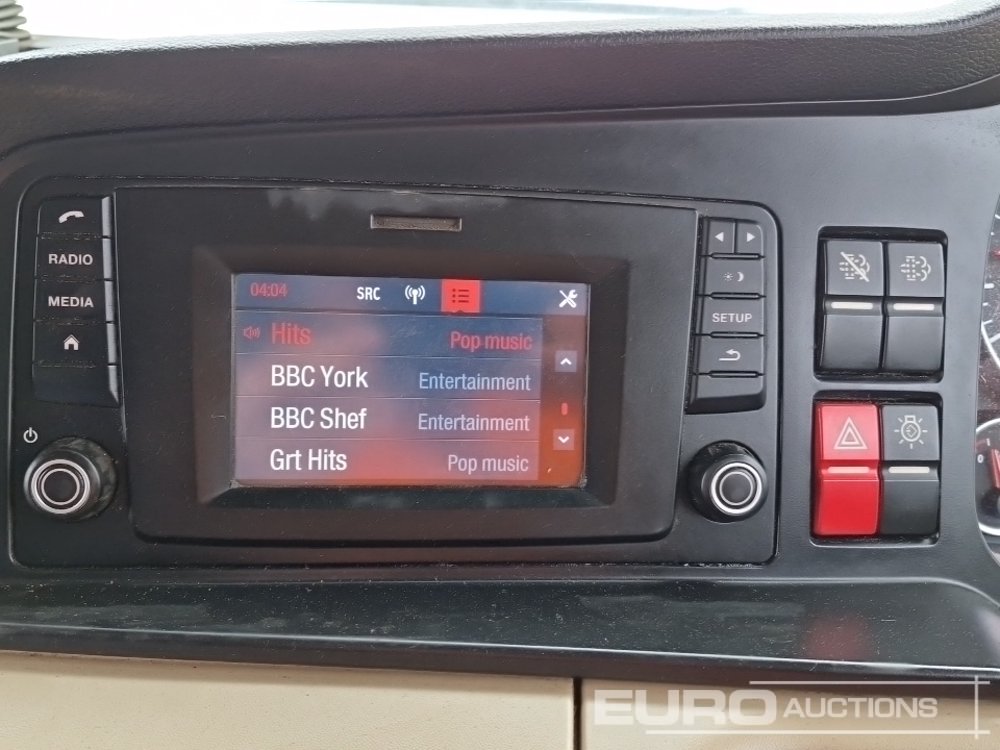 RADIO
MEDIA
04:04 SRC
Hits Pop music
BBC York Entertainment
BBC Shef Entertainment
Grt Hits Pop music
SETUP
EURO AUCTIONS